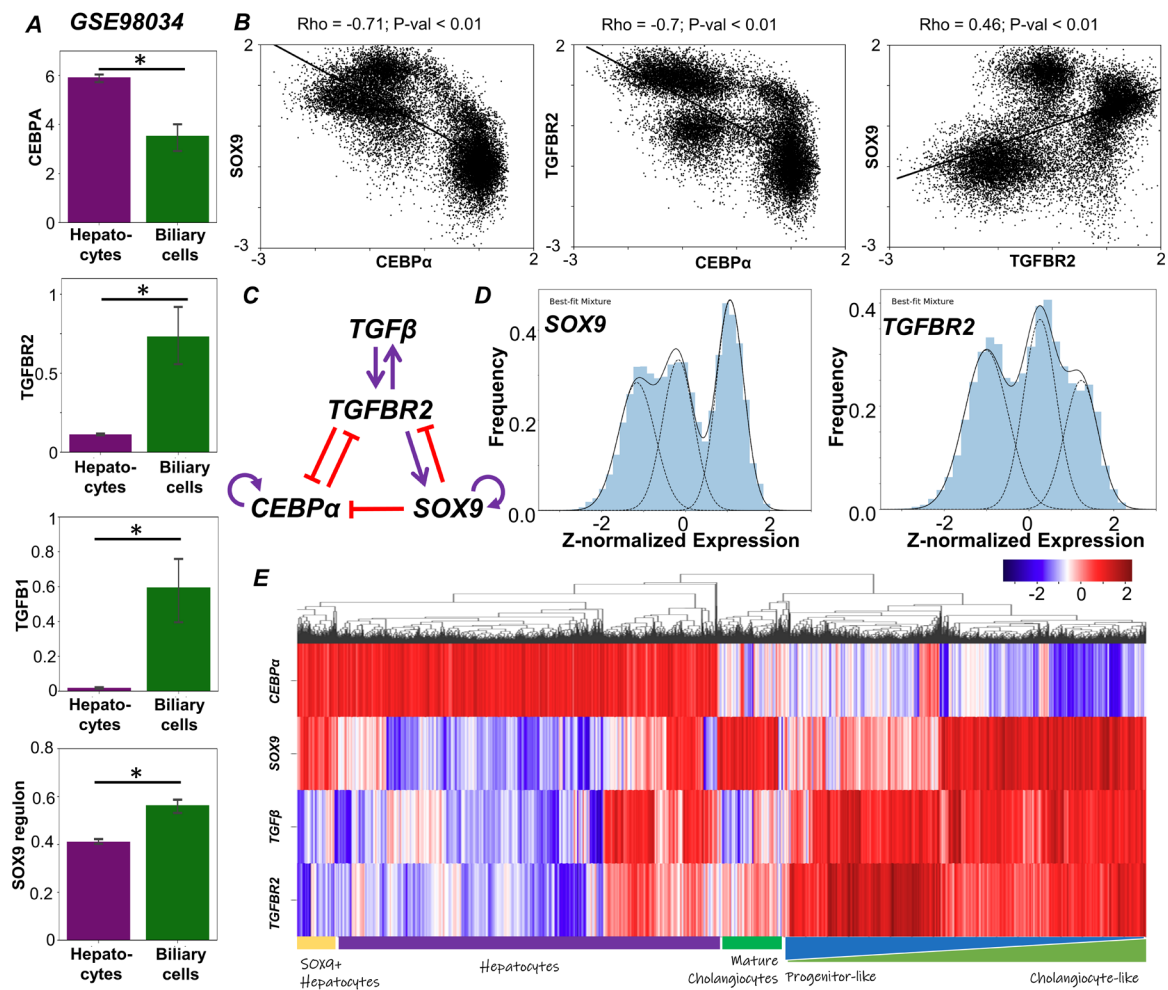 A GSE98034
*
6
4
2
0
CEBPA
Hepato-
cytes
Biliary
cells
*
1
0.5
0
TGFBR2
Hepato-
cytes
Biliary
cells
*
1
0.8
0.6
0.4
0.2
0
TGFB1
Hepato-
cytes
Biliary
cells
*
0.8
0.6
0.4
0.2
0
SOX9 regulon
Hepato-
cytes
Biliary
cells
B
Rho = -0.71; P-val < 0.01
2
SOX9
-3
-3
CEBPα
2
Rho = -0.7; P-val < 0.01
2
TGFBR2
-3
-3
CEBPα
2
Rho = 0.46; P-val < 0.01
2
SOX9
-3
-3
TGFBR2
2
C
TGFβ
TGFBR2
CEBPα
SOX9
D
Best-fit Mixture
SOX9
Frequency
0.4
0.2
0.0
-2
0
2
Z-normalized Expression
Best-fit Mixture
TGFBR2
Frequency
0.4
0.2
0.0
-2
0
2
Z-normalized Expression
E
-2
0
2
CEBPα
SOX9
TGFβ
TGFBR2
SOX9+
Hepatocytes
Hepatocytes
Mature
Cholangiocytes
Progenitor-like
Cholangiocyte-like